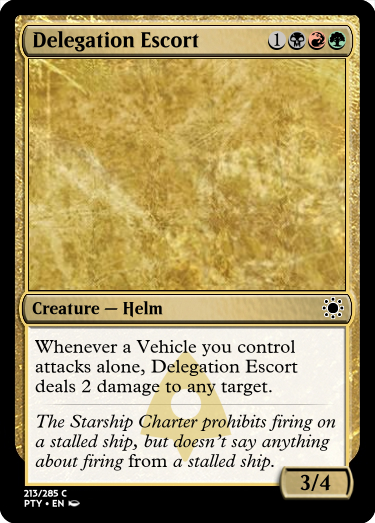 Delegation Escort 1
Creature — Helm
Whenever a Vehicle you control
attacks alone, Delegation Escort
deals 2 damage to any target.
The Starship Charter prohibits firing on
a stalled ship, but doesn't say anything
about firing from a stalled ship.
3/4
213/285 C
PTY • EN